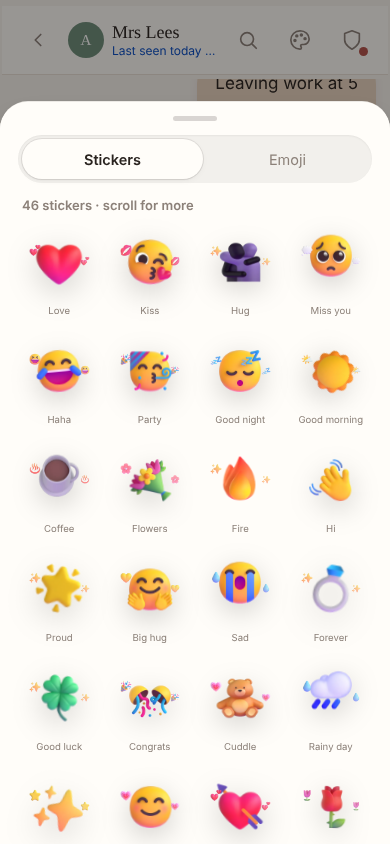 A
Mrs Lees
Last seen today ...
Leaving work at 5
Stickers
Emoji
46 stickers · scroll for more
Love
Kiss
Hug
Miss you
Haha
Party
Good night
Good morning
Coffee
Flowers
Fire
Hi
Proud
Big hug
Sad
Forever
Good luck
Congrats
Cuddle
Rainy day